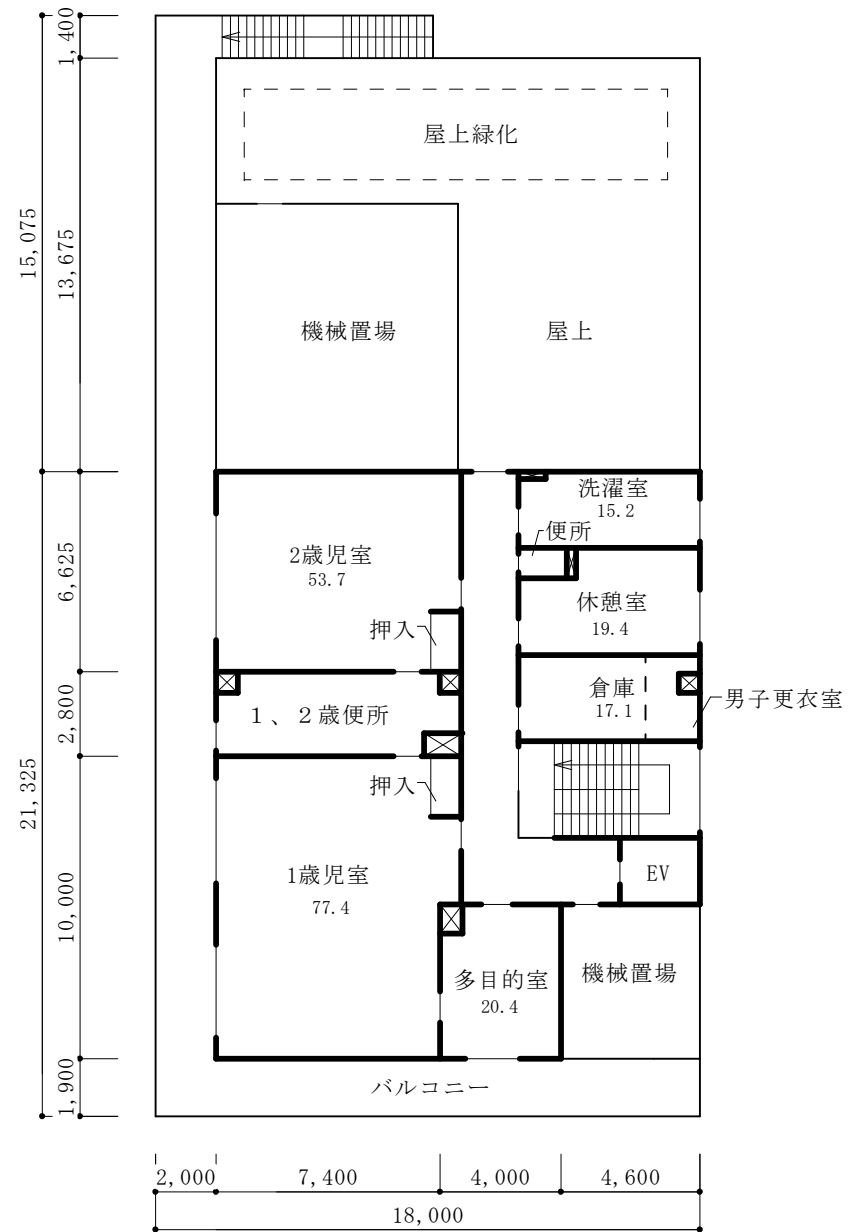 1,400
屋上緑化
15,075
13,675
機械置場
屋上
洗濯室
15.2
便所
2歳児室
53.7
6,625
休憩室
19.4
押入
倉庫
17.1
男子更衣室
2,800
１、２歳便所
21,325
押入
1歳児室
77.4
EV
10,000
多目的室
20.4
機械置場
バルコニー
1,900
2,000
7,400
4,000
4,600
18,000